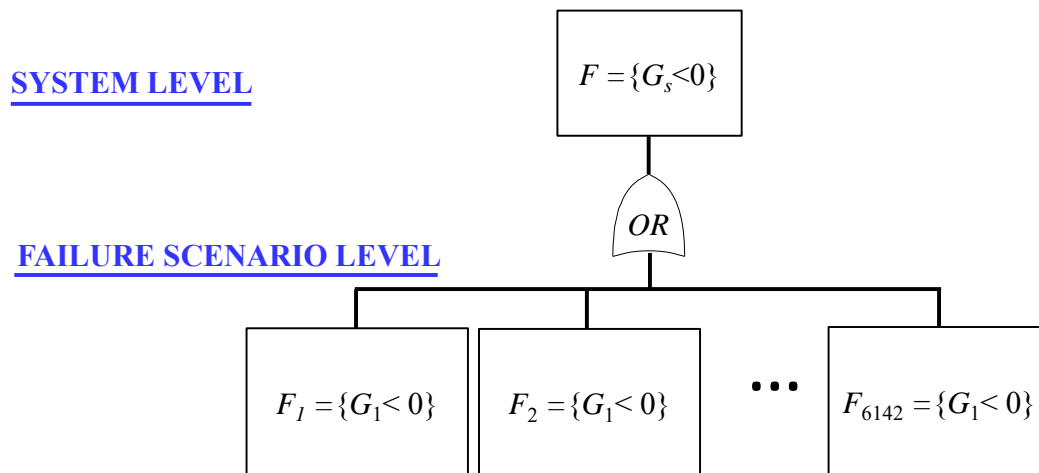 F = {Gₛ<0}
SYSTEM LEVEL
OR
FAILURE SCENARIO LEVEL
F₁ = {G₁< 0}
F₂ = {G₁< 0}
...
F₆₁₄₂ = {G₁< 0}